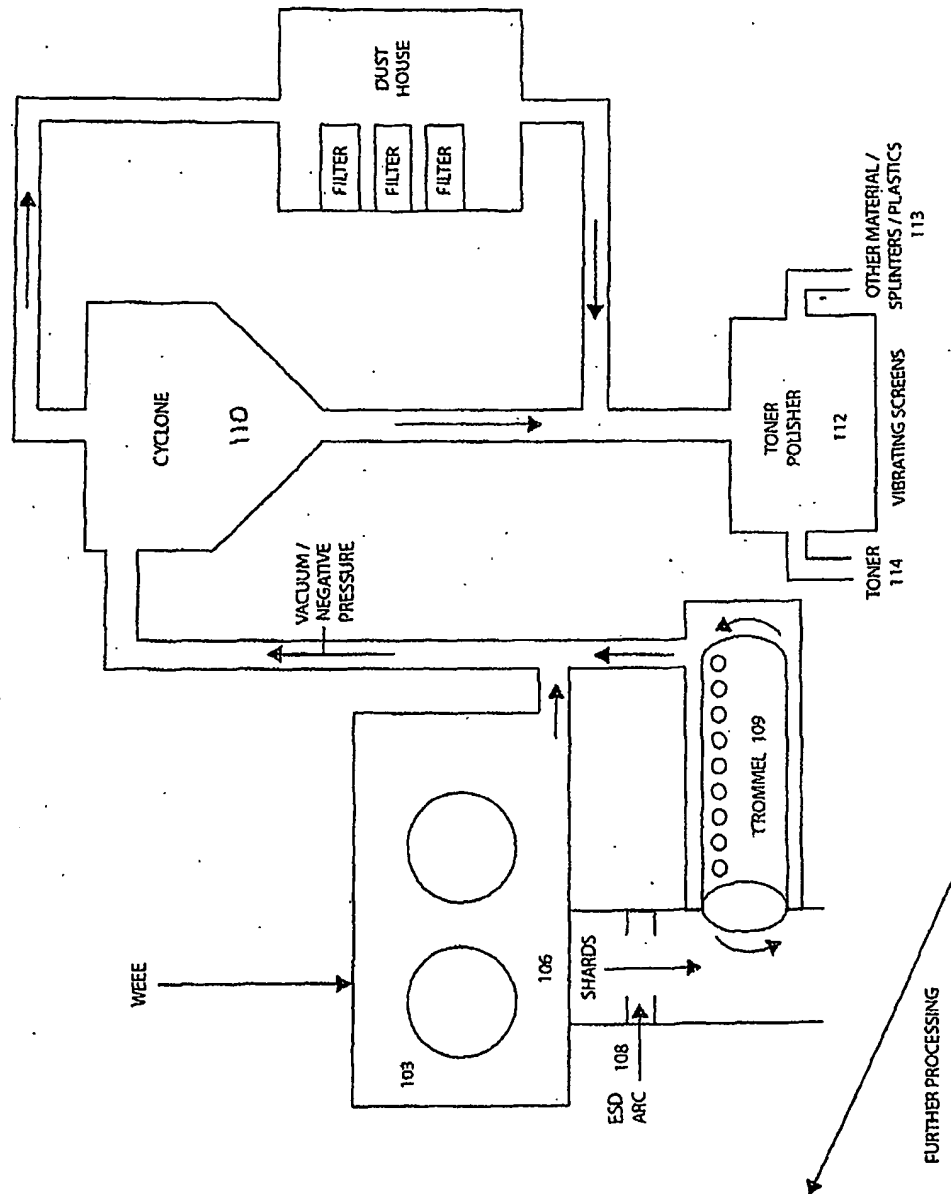 DUST
HOUSE
FILTER
FILTER
FILTER
CYCLONE
110
VACUUM /
NEGATIVE
PRESSURE
WEEE
103
106
SHARDS
ESD 108
ARC
TROMMEL 109
TONER
POLISHER
112
OTHER MATERIAL /
SPLINTERS / PLASTICS
113
TONER
114
VIBRATING SCREENS
FURTHER PROCESSING